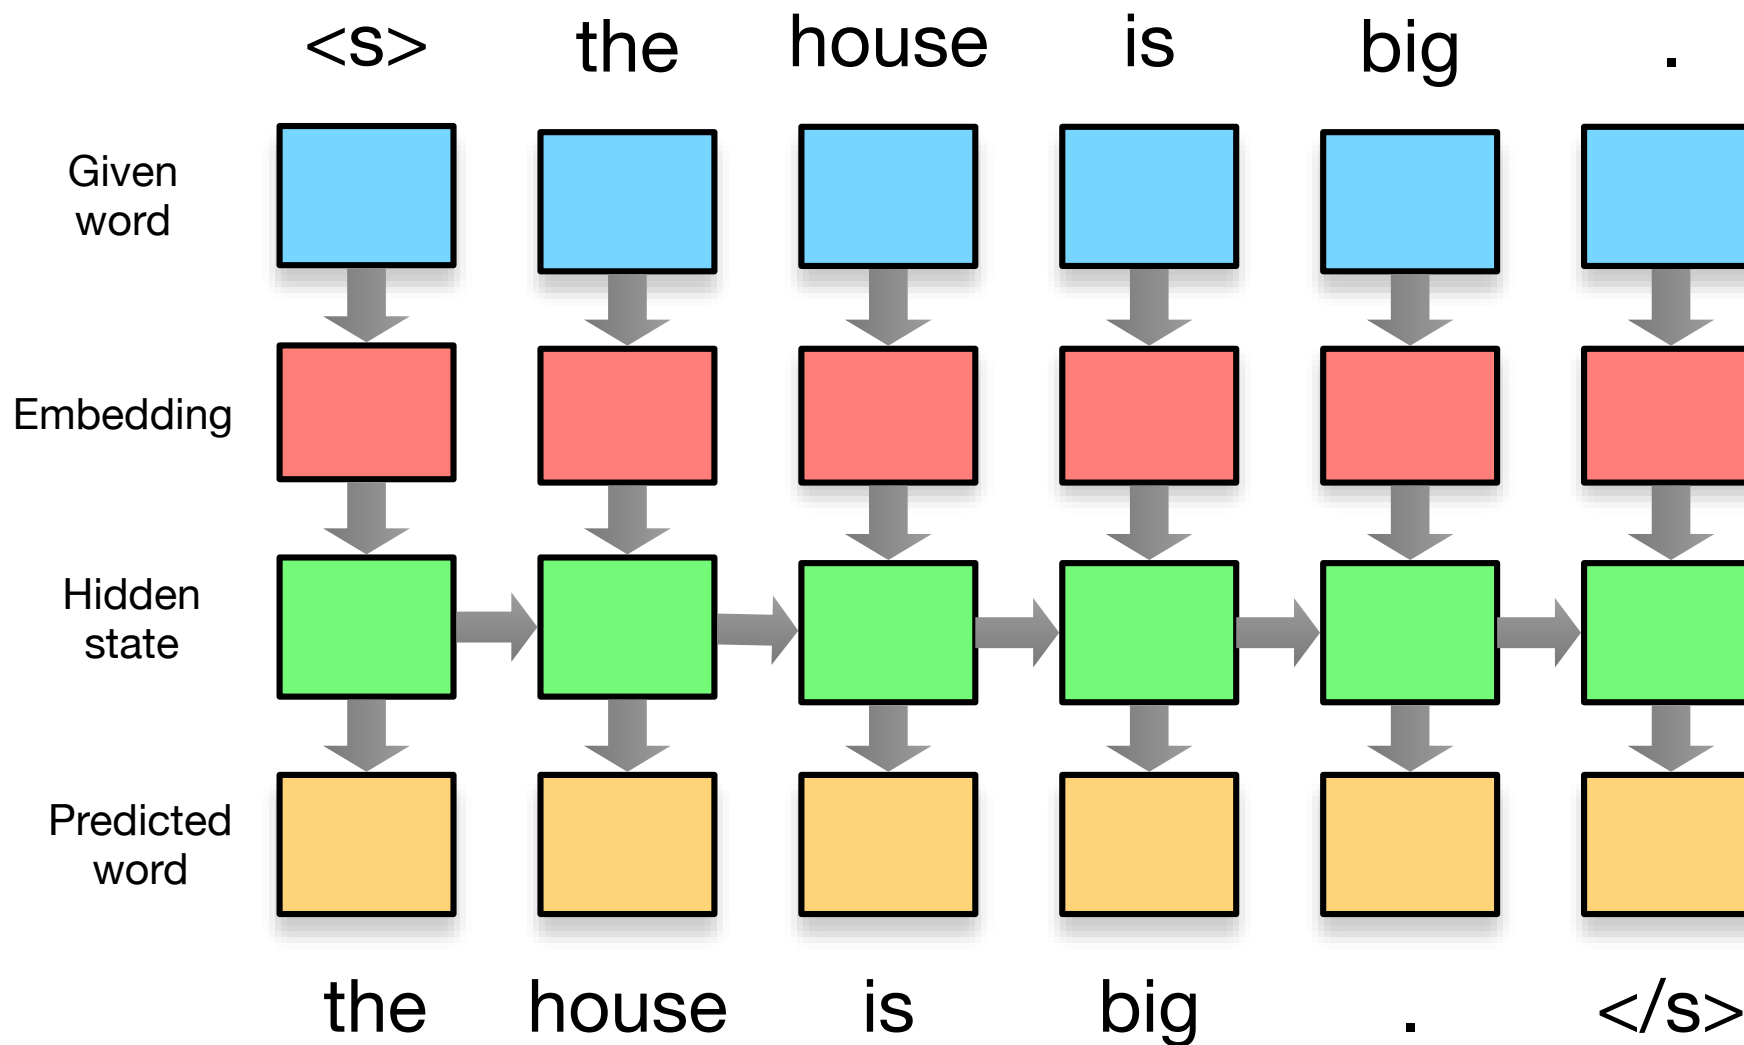 <s> the house is big .
Given
word
Embedding
Hidden
state
Predicted
word
the house is big . </s>